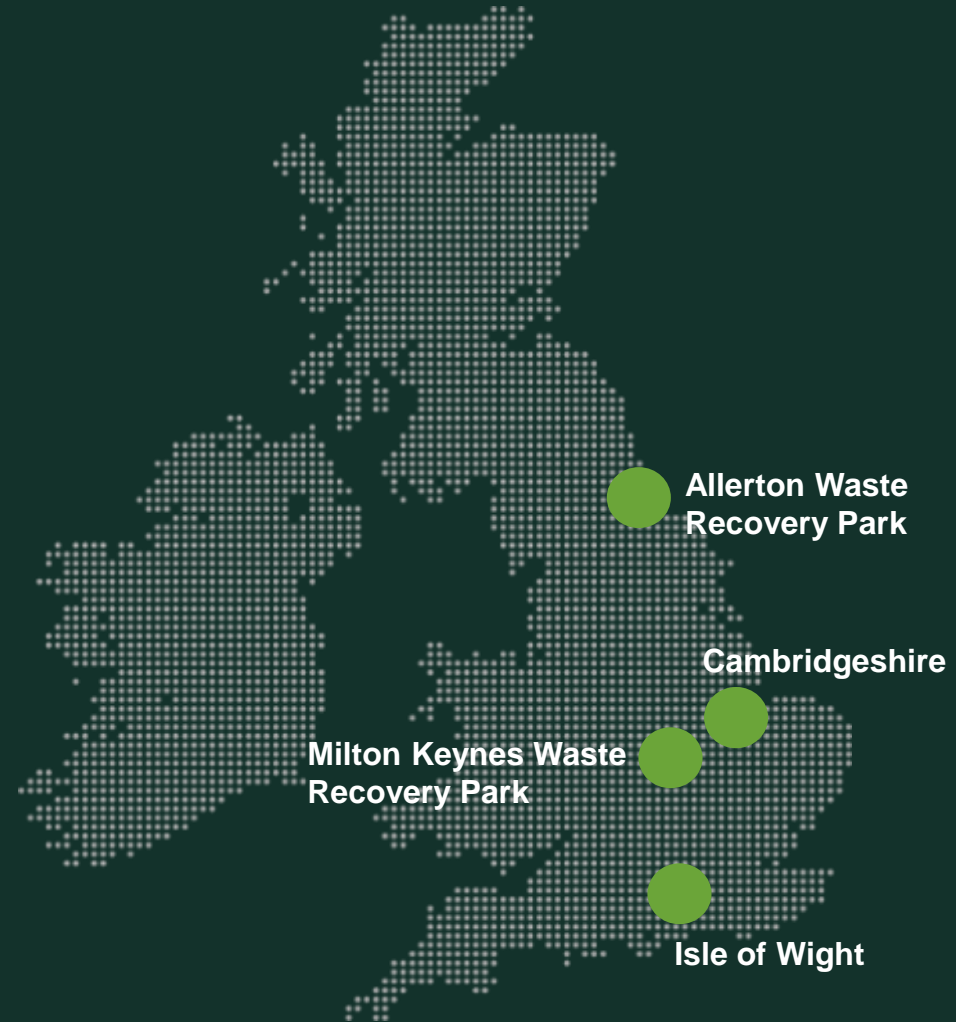 Allerton Waste
Recovery Park
Cambridgeshire
Milton Keynes Waste
Recovery Park
Isle of Wight